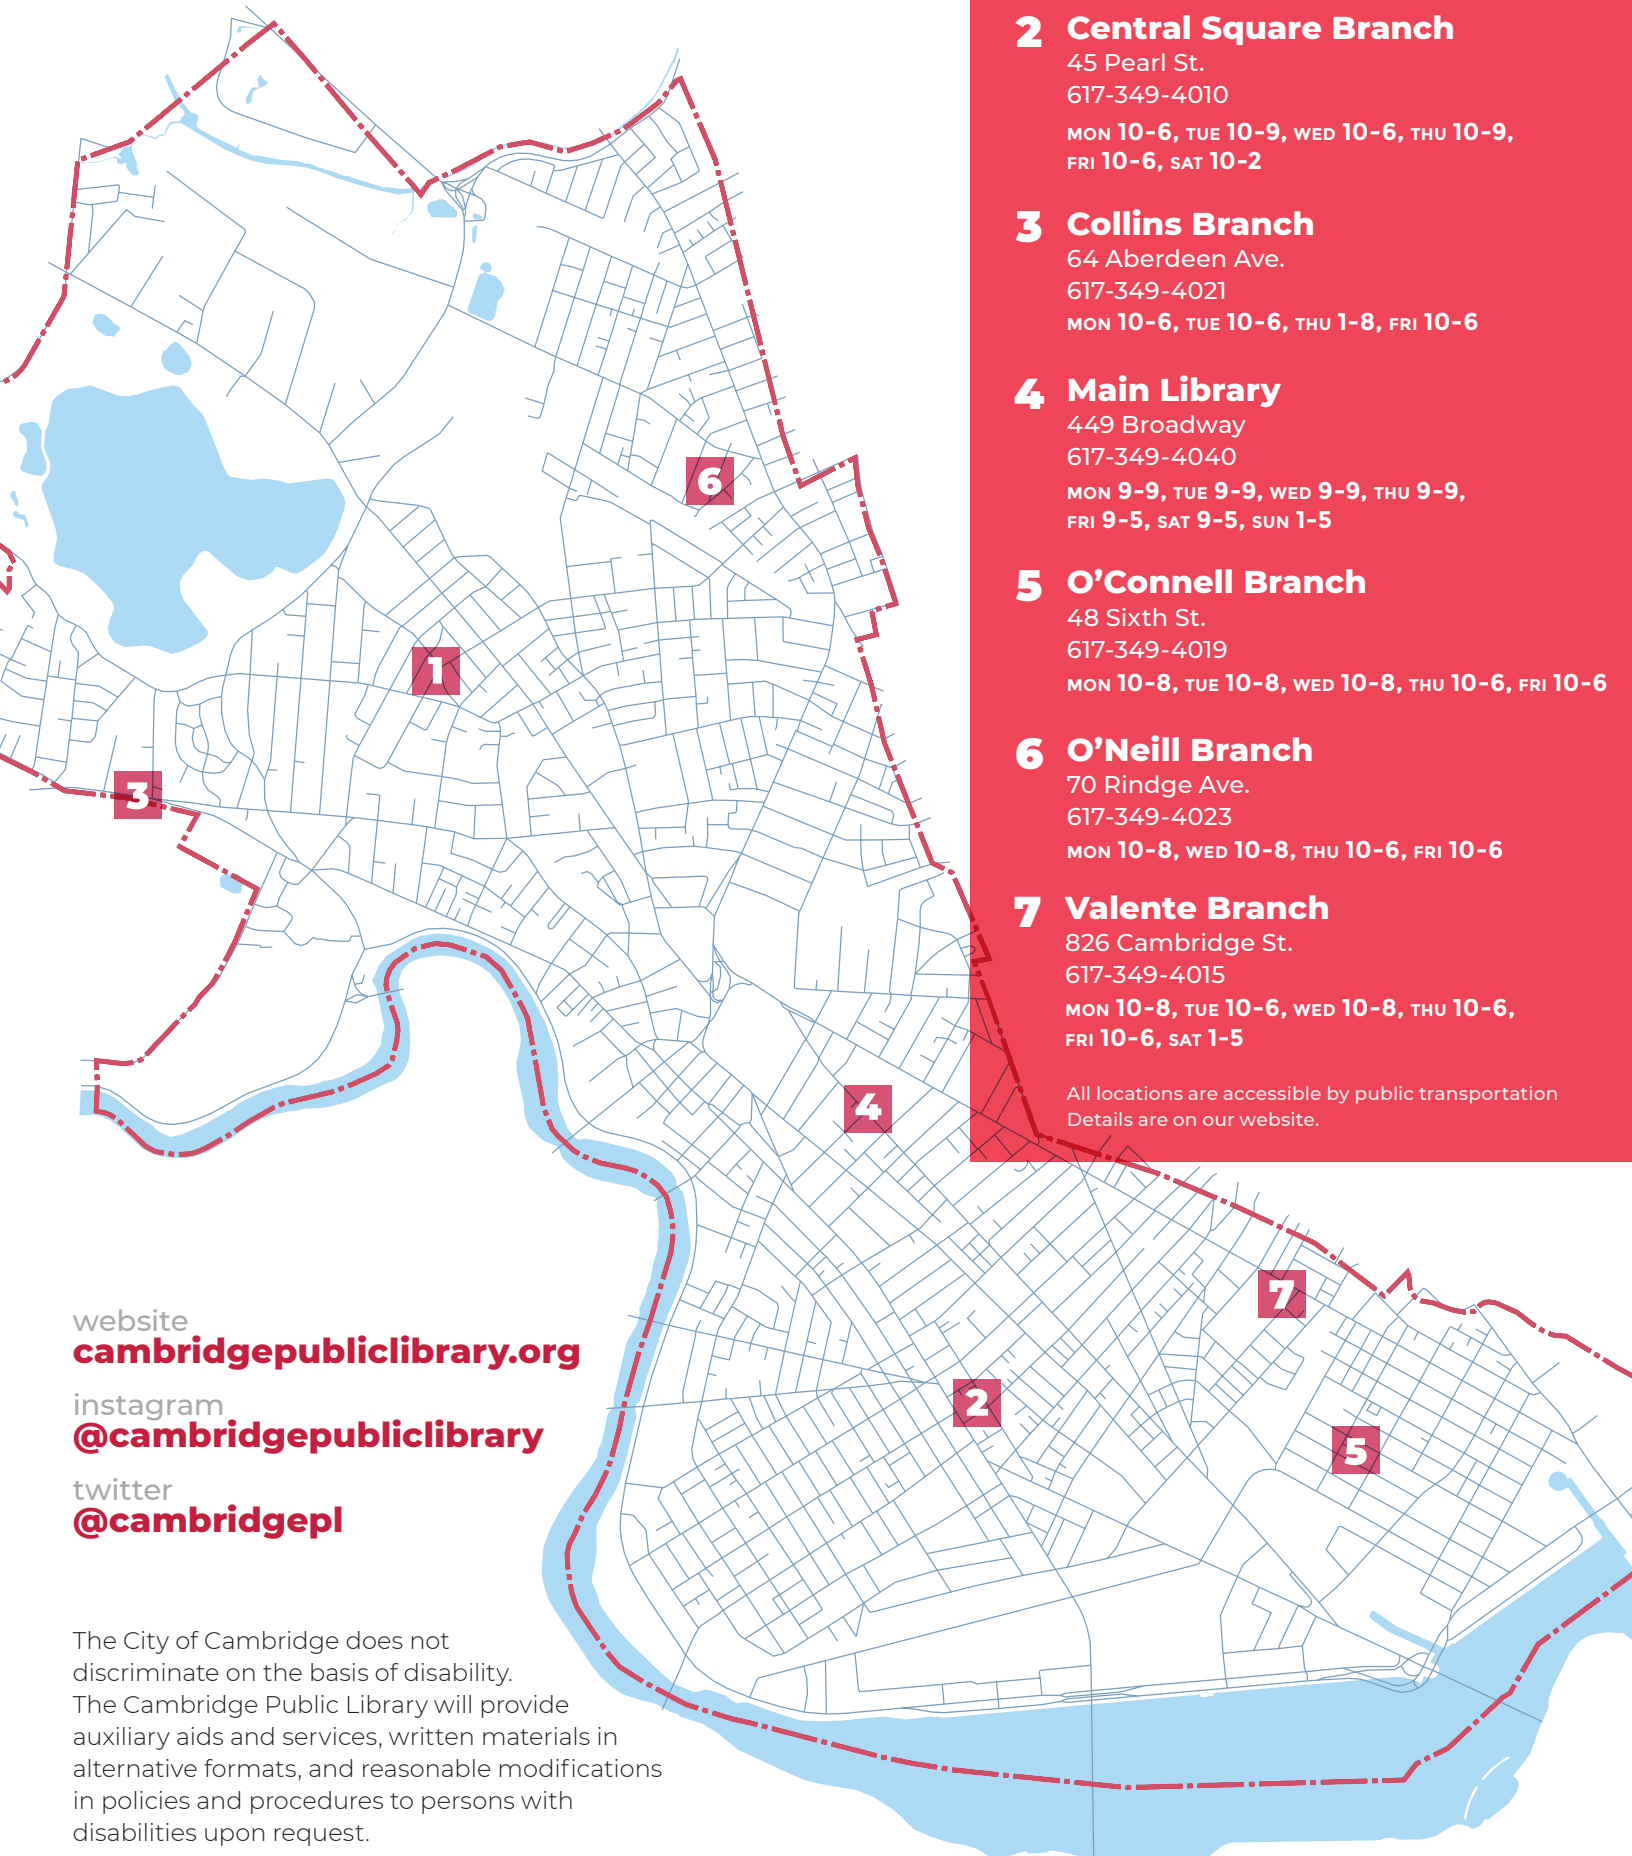 2 Central Square Branch
45 Pearl St.
617-349-4010
MON 10-6, TUE 10-9, WED 10-6, THU 10-9,
FRI 10-6, SAT 10-2
3 Collins Branch
64 Aberdeen Ave.
617-349-4021
MON 10-6, TUE 10-6, THU 1-8, FRI 10-6
4 Main Library
449 Broadway
617-349-4040
MON 9-9, TUE 9-9, WED 9-9, THU 9-9,
FRI 9-5, SAT 9-5, SUN 1-5
5 O’Connell Branch
48 Sixth St.
617-349-4019
MON 10-8, TUE 10-8, WED 10-8, THU 10-6, FRI 10-6
6 O’Neill Branch
70 Rindge Ave.
617-349-4023
MON 10-8, WED 10-8, THU 10-6, FRI 10-6
7 Valente Branch
826 Cambridge St.
617-349-4015
MON 10-8, TUE 10-6, WED 10-8, THU 10-6,
FRI 10-6, SAT 1-5
All locations are accessible by public transportation
Details are on our website.
6
1
3
4
7
2
5
website
cambridgepubliclibrary.org
instagram
@cambridgepubliclibrary
twitter
@cambridgepl
The City of Cambridge does not
discriminate on the basis of disability.
The Cambridge Public Library will provide
auxiliary aids and services, written materials in
alternative formats, and reasonable modifications
in policies and procedures to persons with
disabilities upon request.